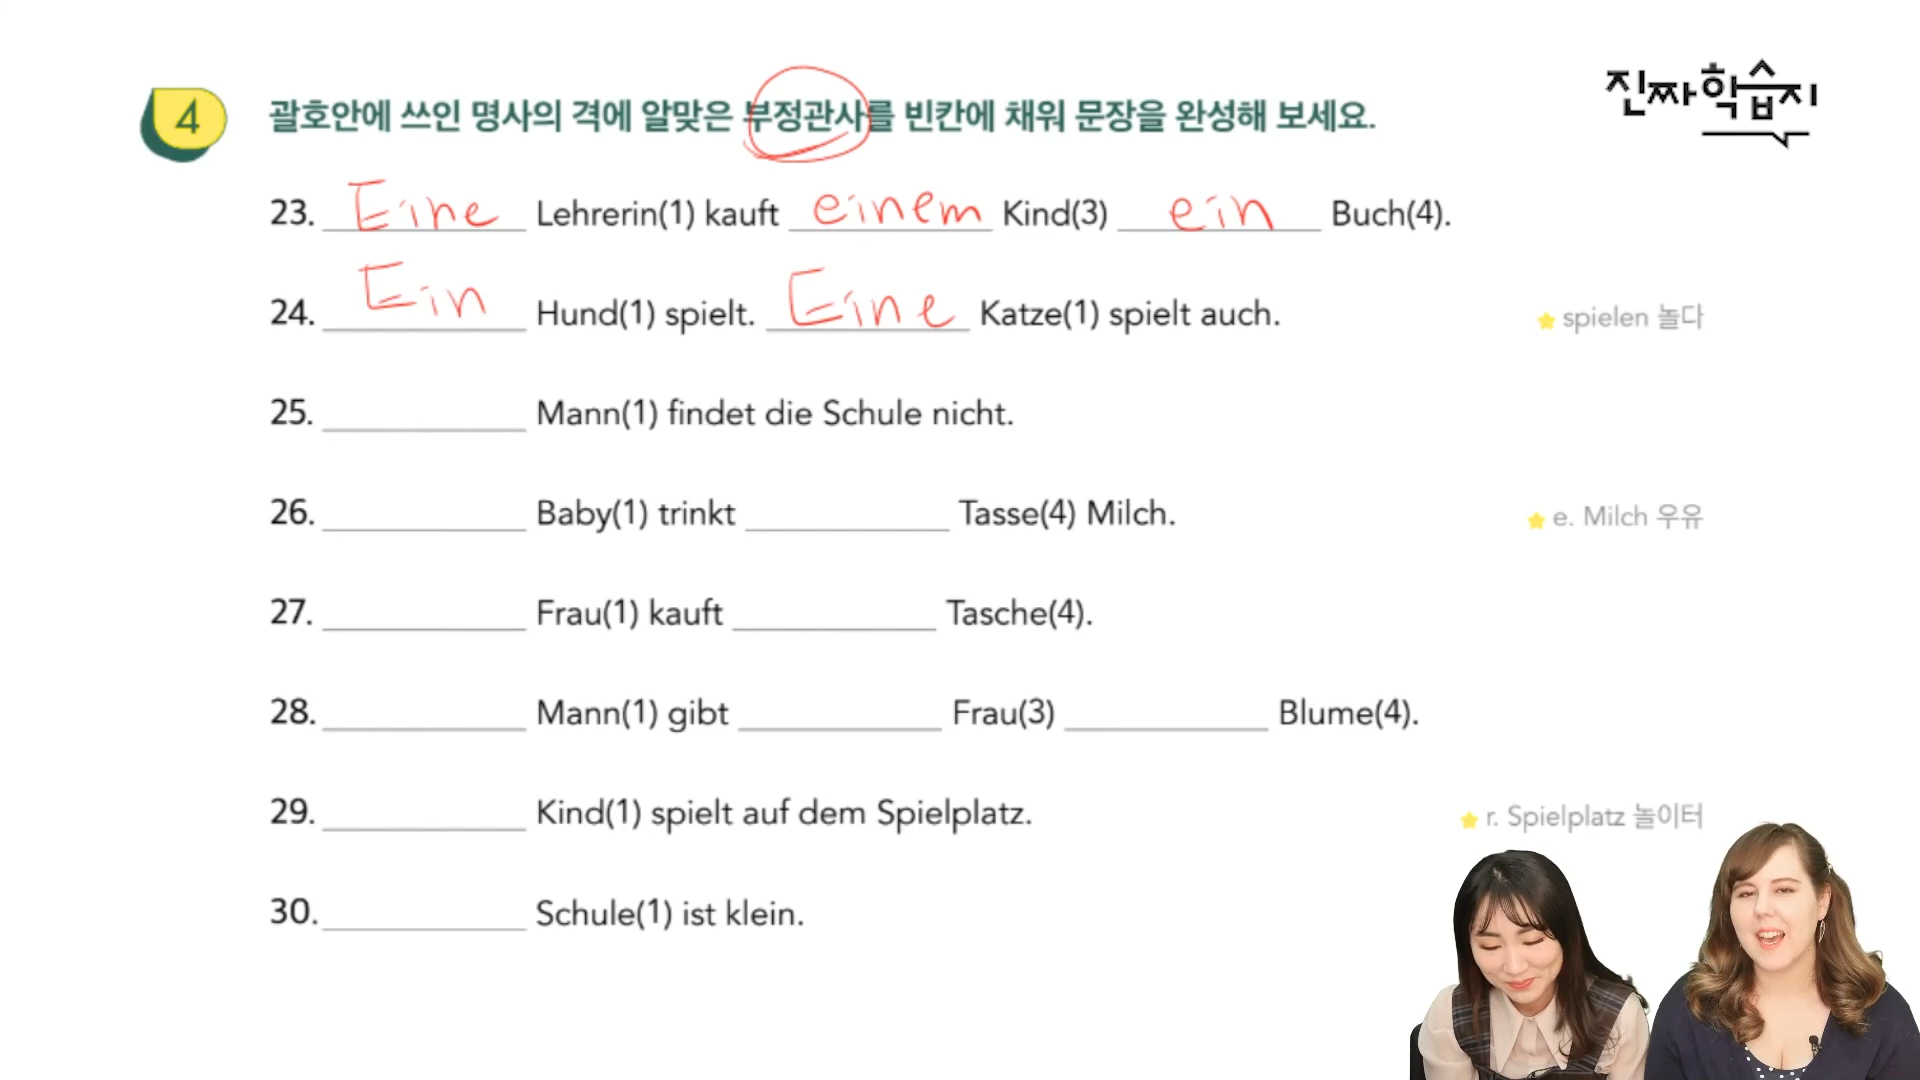 진짜학습지
4 괄호안에 쓰인 명사의 격에 알맞은 부정관사를 빈칸에 채워 문장을 완성해 보세요.
23. Eine Lehrerin(1) kauft einem Kind(3) ein Buch(4).
24. Ein Hund(1) spielt. Eine Katze(1) spielt auch. spielen 놀다
25. Mann(1) findet die Schule nicht.
26. Baby(1) trinkt Tasse(4) Milch. e. Milch 우유
27. Frau(1) kauft Tasche(4).
28. Mann(1) gibt Frau(3) Blume(4).
29. Kind(1) spielt auf dem Spielplatz. r. Spielplatz 놀이터
30. Schule(1) ist klein.